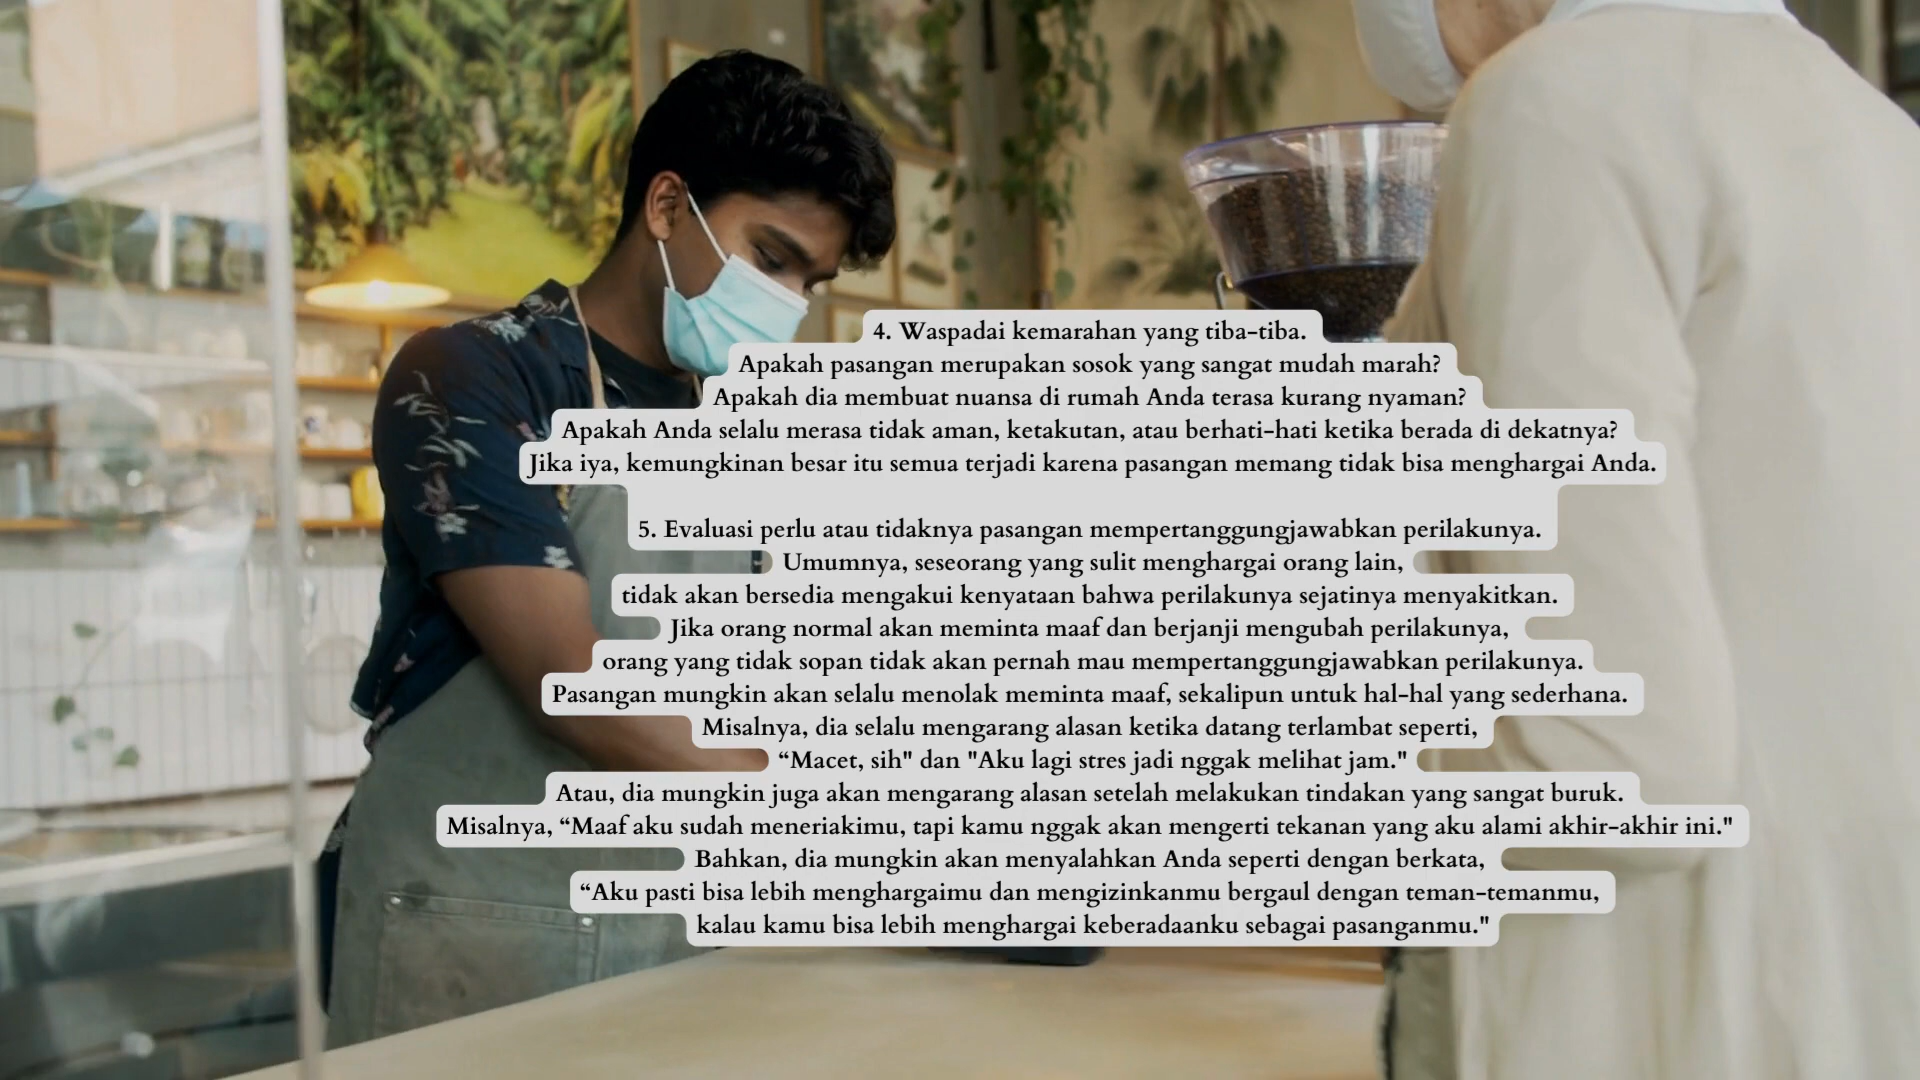 4. Waspadai kemarahan yang tiba-tiba.
Apakah pasangan merupakan sosok yang sangat mudah marah?
Apakah dia membuat nuansa di rumah Anda terasa kurang nyaman?
Apakah Anda selalu merasa tidak aman, ketakutan, atau berhati-hati ketika berada di dekatnya?
Jika iya, kemungkinan besar itu semua terjadi karena pasangan memang tidak bisa menghargai Anda.
5. Evaluasi perlu atau tidaknya pasangan mempertanggungjawabkan perilakunya.
Umumnya, seseorang yang sulit menghargai orang lain,
tidak akan bersedia mengakui kenyataan bahwa perilakunya sejatinya menyakitkan.
Jika orang normal akan meminta maaf dan berjanji mengubah perilakunya,
orang yang tidak sopan tidak akan pernah mau mempertanggungjawabkan perilakunya.
Pasangan mungkin akan selalu menolak meminta maaf, sekalipun untuk hal-hal yang sederhana.
Misalnya, dia selalu mengarang alasan ketika datang terlambat seperti,
“Macet, sih" dan "Aku lagi stres jadi nggak melihat jam."
Atau, dia mungkin juga akan mengarang alasan setelah melakukan tindakan yang sangat buruk.
Misalnya, “Maaf aku sudah meneriakimu, tapi kamu nggak akan mengerti tekanan yang aku alami akhir-akhir ini."
Bahkan, dia mungkin akan menyalahkan Anda seperti dengan berkata,
“Aku pasti bisa lebih menghargaimu dan mengizinkanmu bergaul dengan teman-temanmu,
kalau kamu bisa lebih menghargai keberadaanku sebagai pasanganmu."